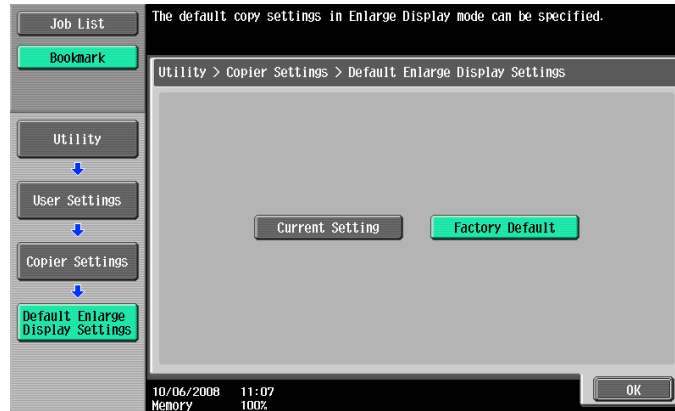 Job List
Bookmark
The default copy settings in Enlarge Display mode can be specified.
Utility > Copier Settings > Default Enlarge Display Settings
Utility
User Settings
Copier Settings
Default Enlarge
Display Settings
Current Setting
Factory Default
10/06/2008 11:07
Memory 100%
OK